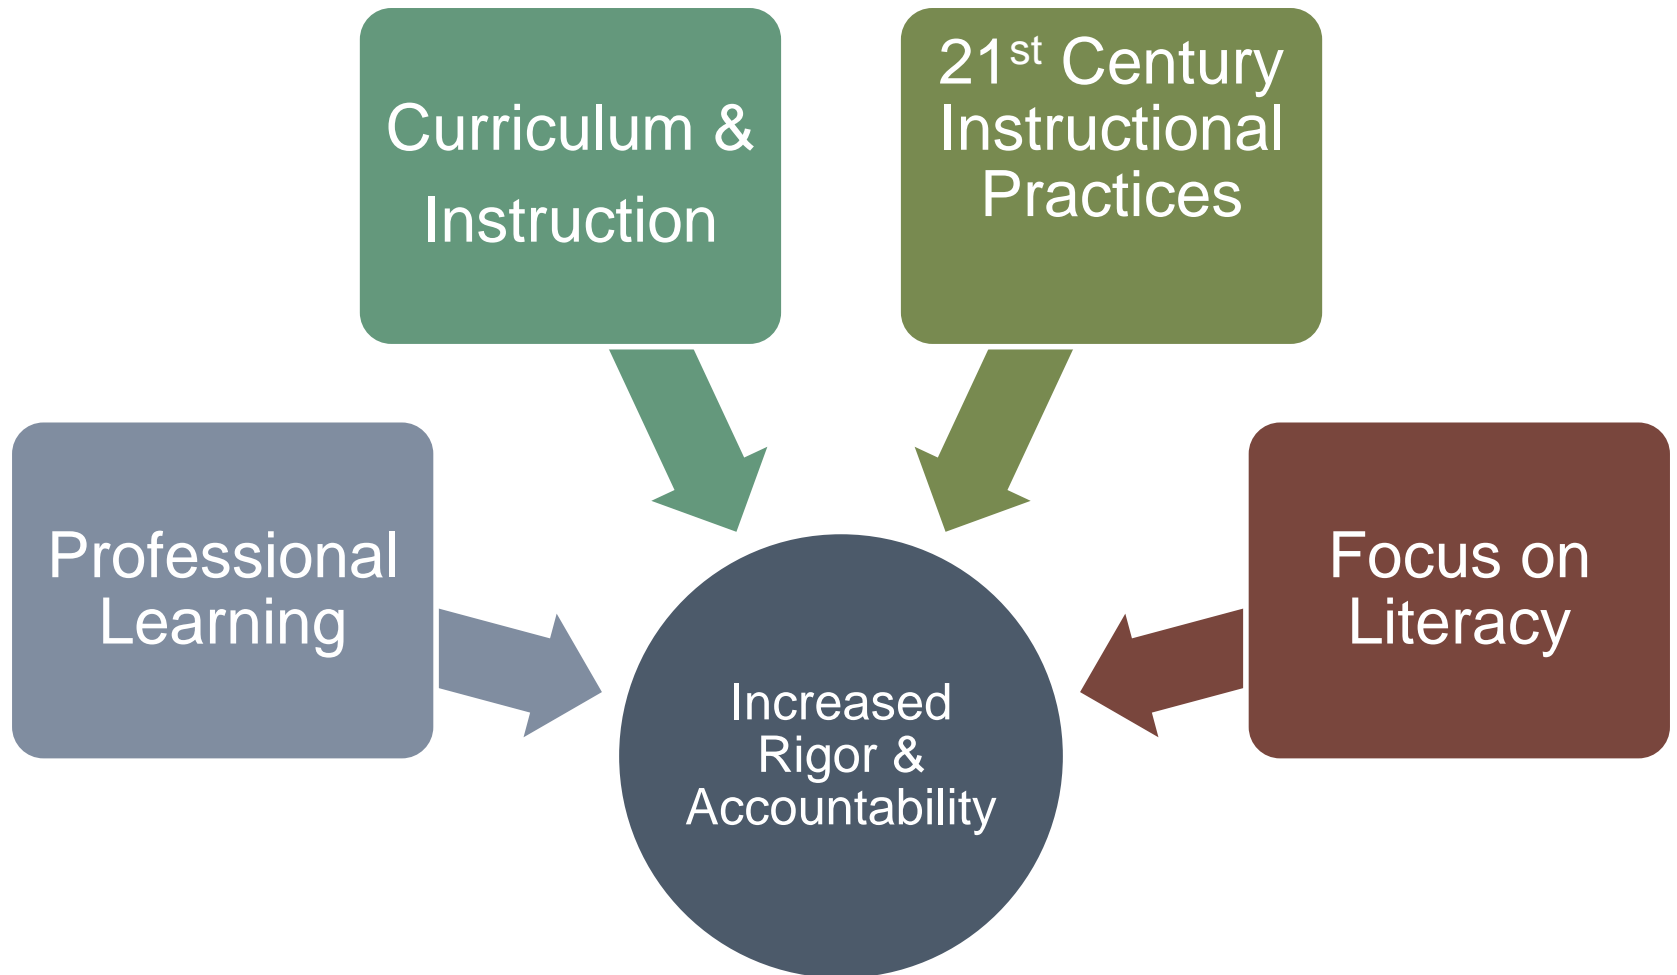 Curriculum &
Instruction
21st Century
Instructional
Practices
Professional
Learning
Focus on
Literacy
Increased
Rigor &
Accountability